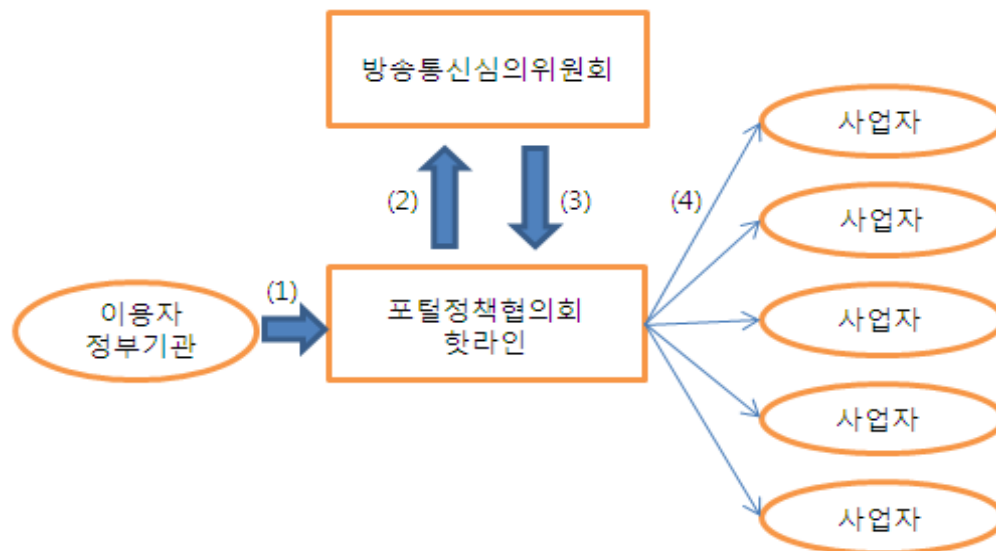 방송통신심의위원회
(2)
(3)
(4)
(1)
이용자
정부기관
포털정책협의회
핫라인
사업자
사업자
사업자
사업자
사업자